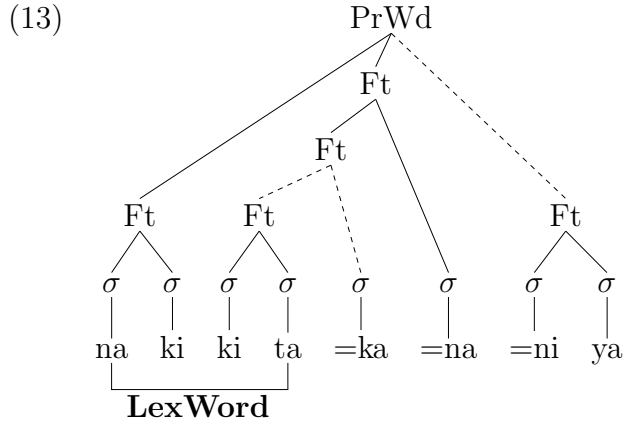 (13) PrWd
Ft
Ft
Ft Ft Ft
σ σ σ σ σ σ σ σ
na ki ki ta =ka =na =ni ya
LexWord